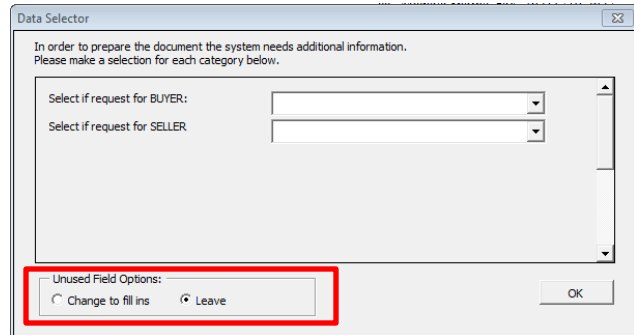 Data Selector
In order to prepare the document the system needs additional information.
Please make a selection for each category below.
Select if request for BUYER:
Select if request for SELLER
Unused Field Options:
Change to fill ins
Leave
OK